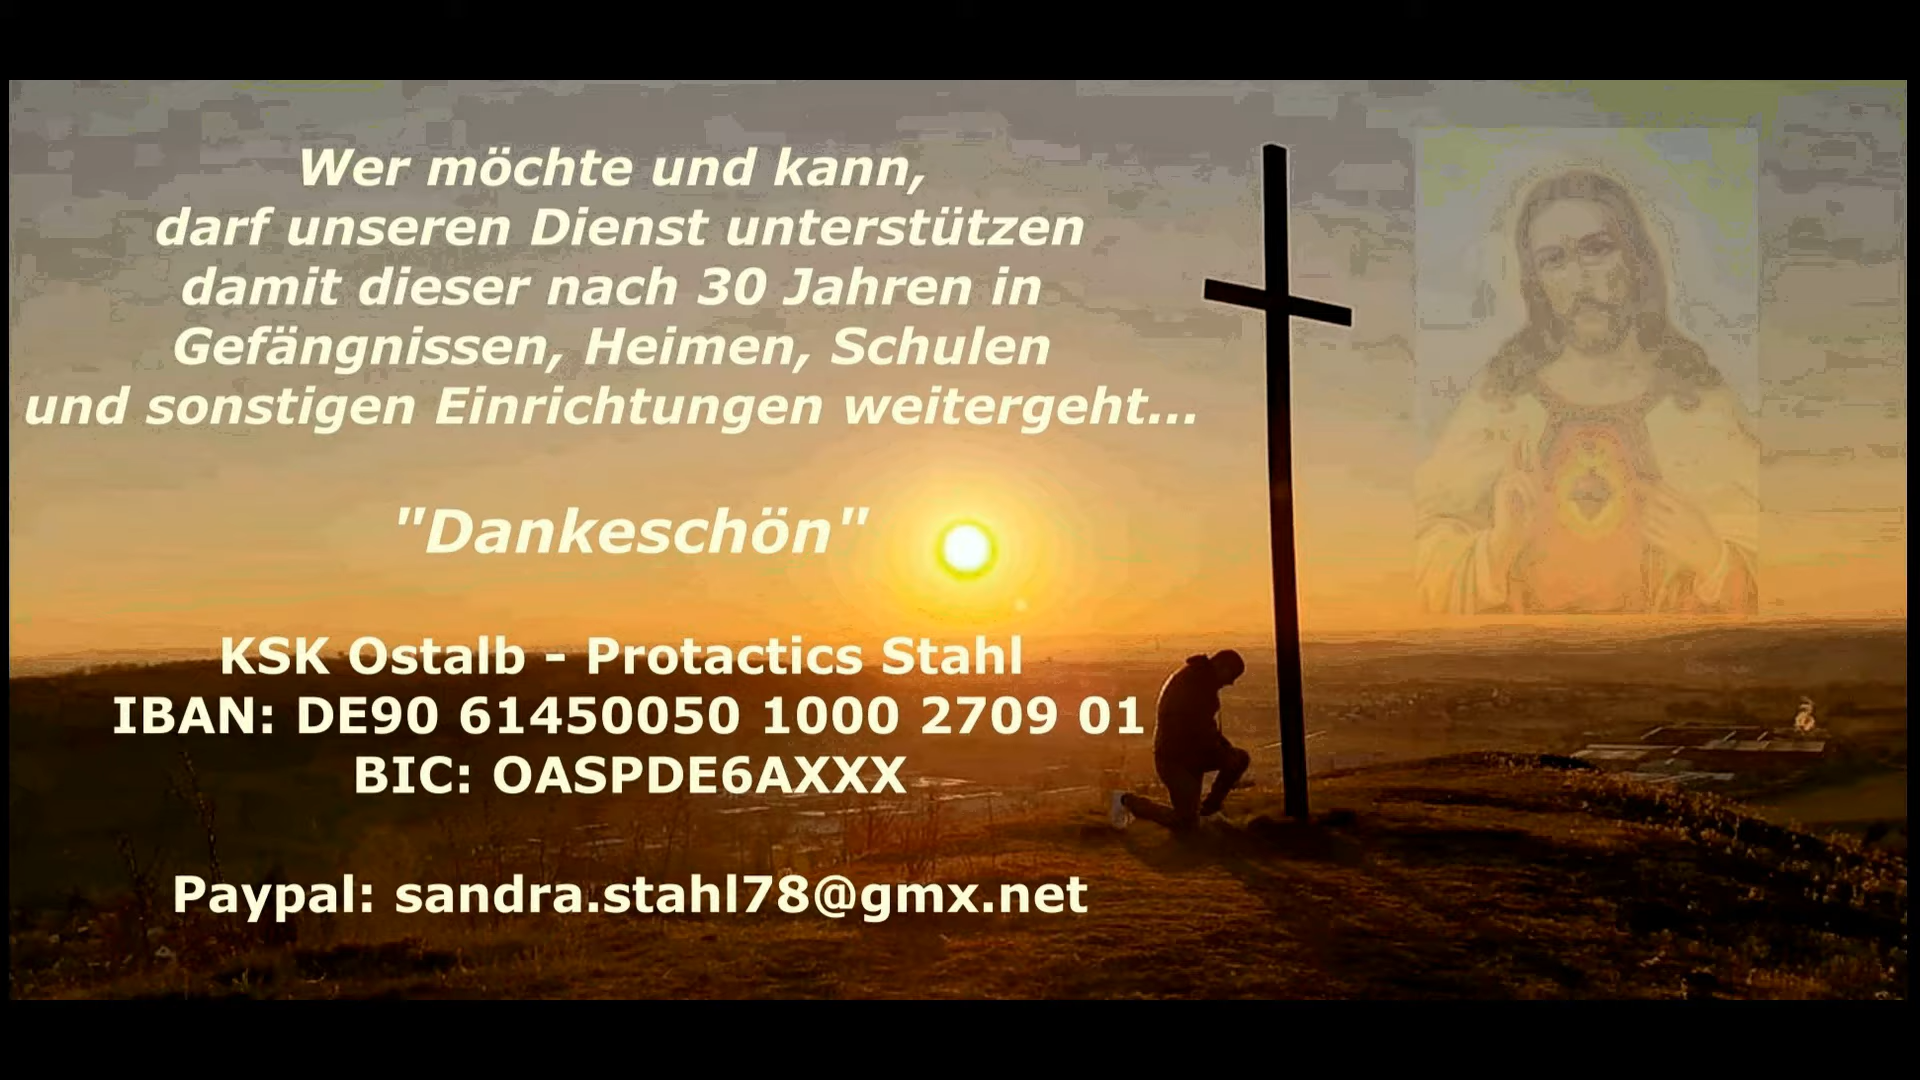 Wer möchte und kann,
darf unseren Dienst unterstützen
damit dieser nach 30 Jahren in
Gefängnissen, Heimen, Schulen
und sonstigen Einrichtungen weitergeht...
"Dankeschön"
KSK Ostalb - Protactics Stahl
IBAN: DE90 61450050 1000 2709 01
BIC: OASPDE6AXXX
Paypal: sandra.stahl78@gmx.net